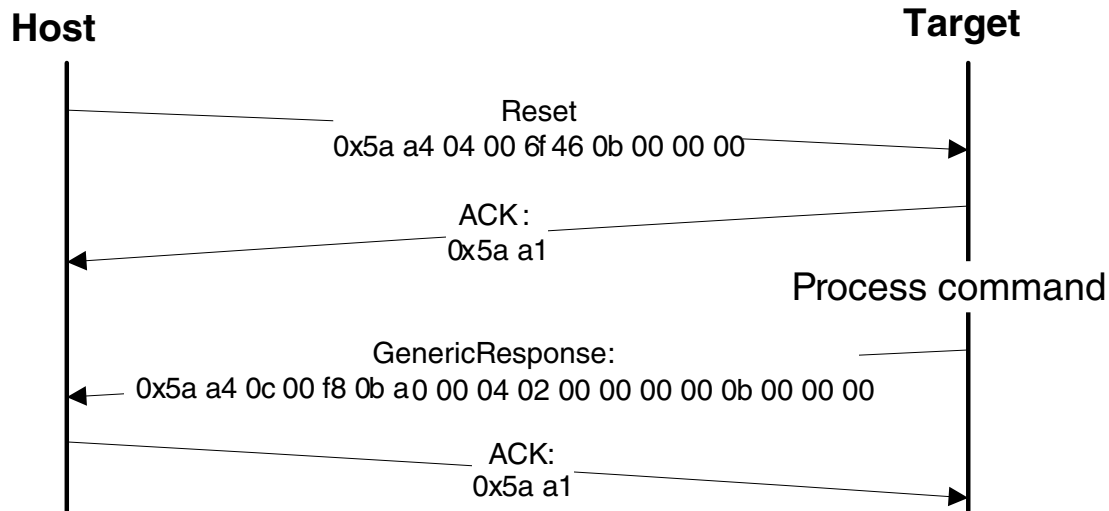 Host
Target
Reset
0x5a a4 04 00 6f 46 0b 00 00 00
ACK:
0x5a a1
Process command
GenericResponse:
0x5a a4 0c 00 f8 0b a0 00 04 02 00 00 00 00 0b 00 00 00
ACK:
0x5a a1